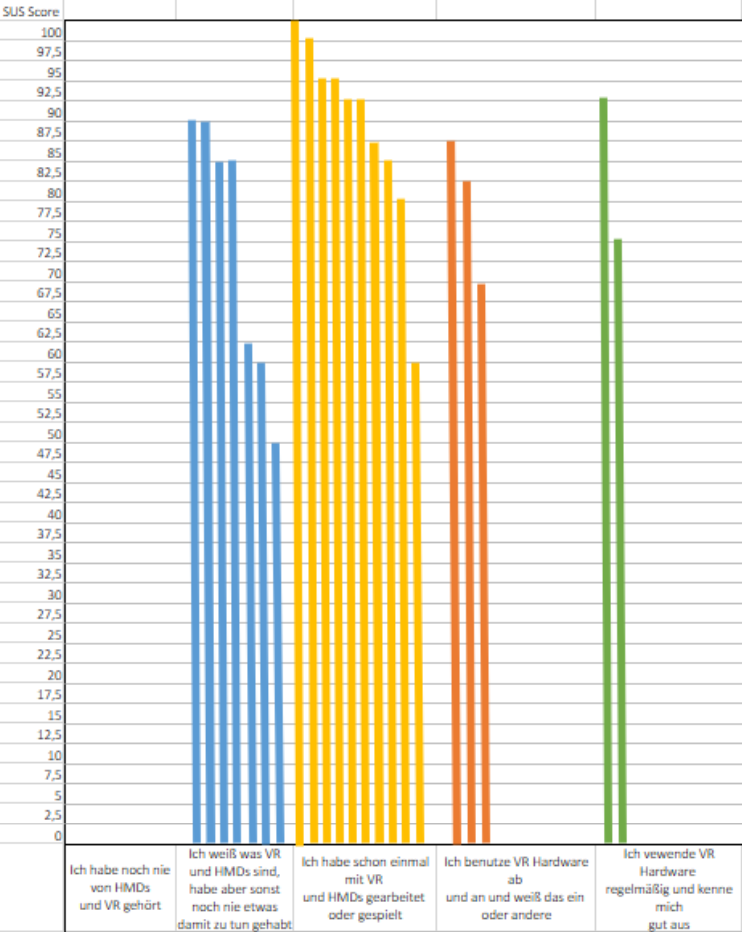 SUS Score
100
97,5
95
92,5
90
87,5
85
82,5
80
77,5
75
72,5
70
67,5
65
62,5
60
57,5
55
52,5
50
47,5
45
42,5
40
37,5
35
32,5
30
27,5
25
22,5
20
17,5
15
12,5
10
7,5
5
2,5
0
Ich habe noch nie
von HMDs
und VR gehört
Ich weiß was VR
und HMDs sind,
habe aber sonst
noch nie etwas
damit zu tun gehabt
Ich habe schon einmal
mit VR
und HMDs gearbeitet
oder gespielt
Ich benutze VR Hardware
ab
und an und weiß das ein
oder andere
Ich vewende VR
Hardware
regelmäßig und kenne
mich
gut aus